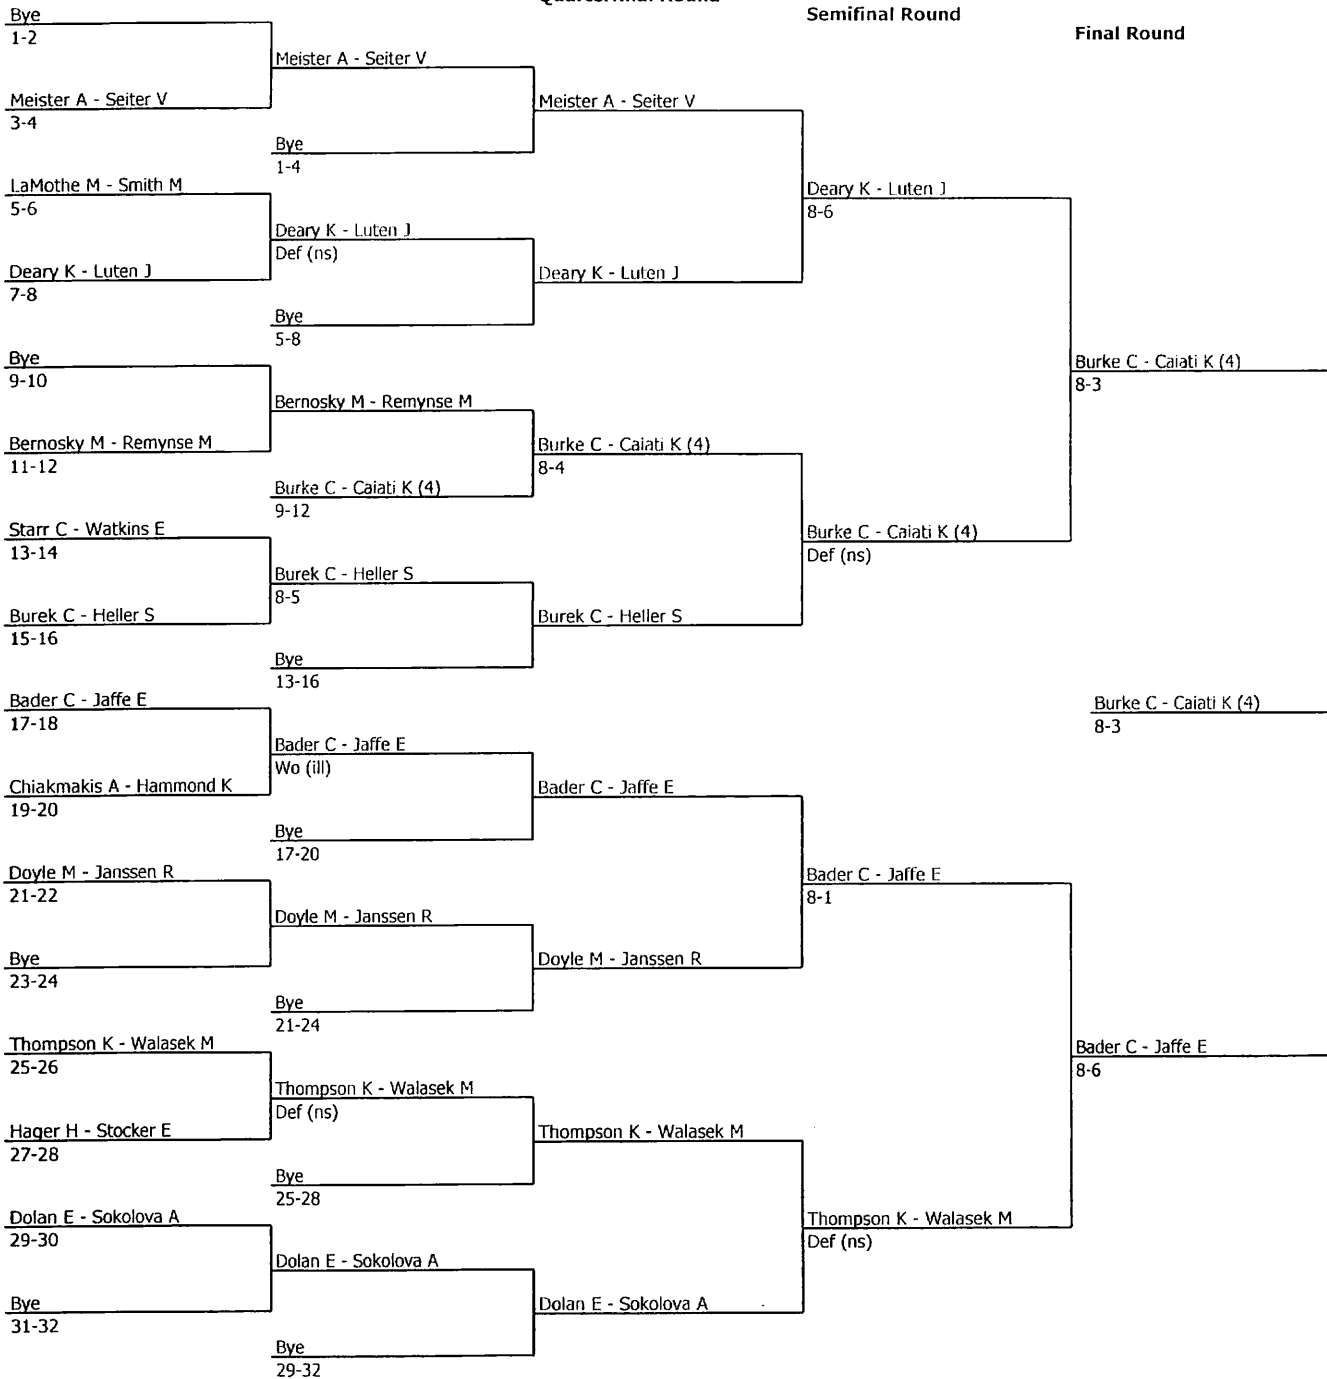 Quarterfinal Round
Semifinal Round
Final Round
Bye
1-2
Meister A - Seiter V
3-4
LaMothe M - Smith M
5-6
Deary K - Luten J
7-8
Bye
9-10
Bernosky M - Remynse M
11-12
Starr C - Watkins E
13-14
Burek C - Heller S
15-16
Bader C - Jaffe E
17-18
Chiakmakis A - Hammond K
19-20
Doyle M - Janssen R
21-22
Bye
23-24
Thompson K - Walasek M
25-26
Hager H - Stocker E
27-28
Dolan E - Sokolova A
29-30
Bye
31-32
Meister A - Seiter V
Bye
1-4
Deary K - Luten J
Def (ns)
Bye
5-8
Bernosky M - Remynse M
Burke C - Caiati K (4)
9-12
Burek C - Heller S
8-5
Bye
13-16
Bader C - Jaffe E
Wo (ill)
Bye
17-20
Doyle M - Janssen R
Bye
21-24
Thompson K - Walasek M
Def (ns)
Bye
25-28
Dolan E - Sokolova A
Bye
29-32
Meister A - Seiter V
Deary K - Luten J
Burke C - Caiati K (4)
8-4
Burek C - Heller S
Bader C - Jaffe E
Doyle M - Janssen R
Thompson K - Walasek M
Dolan E - Sokolova A
Deary K - Luten J
8-6
Burke C - Caiati K (4)
Def (ns)
Bader C - Jaffe E
8-1
Thompson K - Walasek M
Def (ns)
Burke C - Caiati K (4)
8-3
Burke C - Caiati K (4)
8-3
Bader C - Jaffe E
8-6